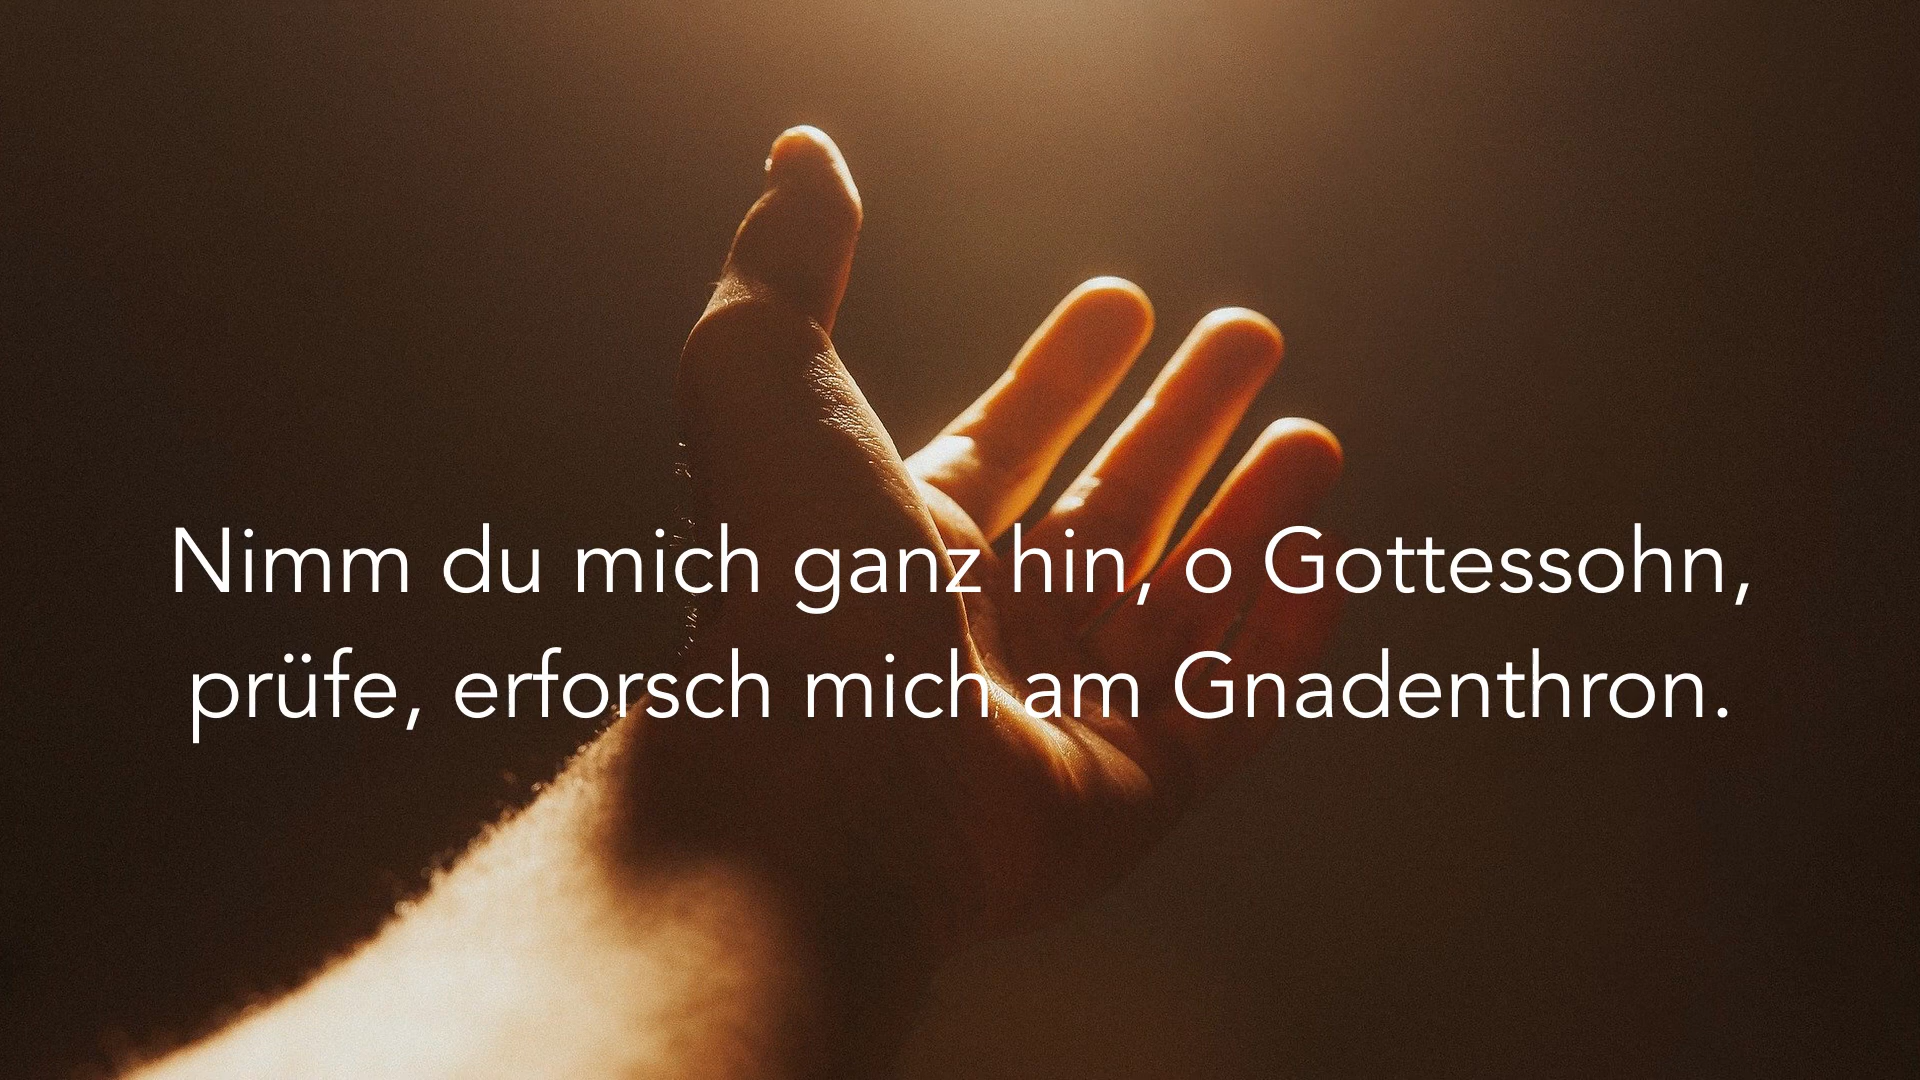 Nimm du mich ganz hin, o Gottessohn,
prüfe, erforsch mich am Gnadenthron.